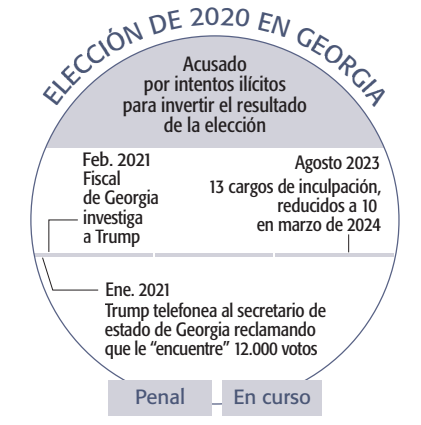 ELECCIÓN DE 2020 EN GEORGIA
Acusado
por intentos ilícitos
para invertir el resultado
de la elección
Feb. 2021
Fiscal
de Georgia
investiga
a Trump
Agosto 2023
13 cargos de inculpación,
reducidos a 10
en marzo de 2024
Ene. 2021
Trump telefonea al secretario de
estado de Georgia reclamando
que le “encuentre” 12.000 votos
Penal
En curso